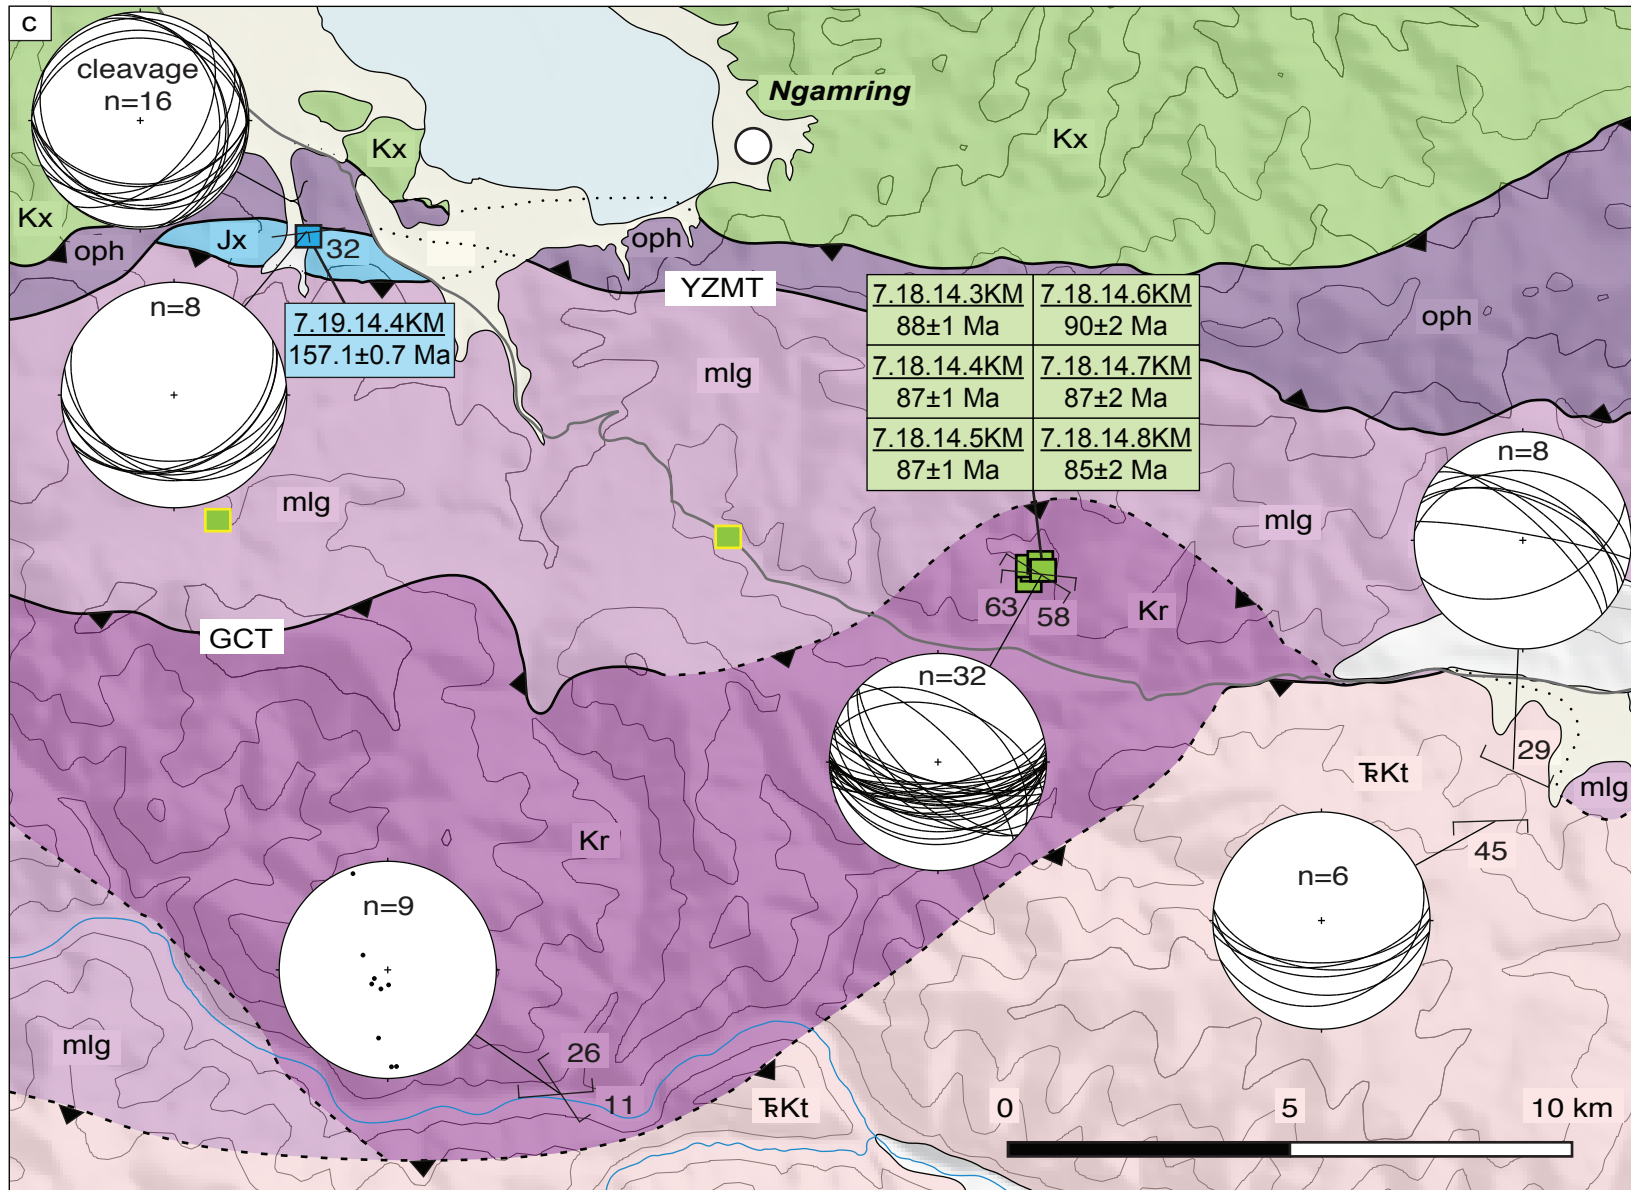 C
cleavage
n=16
Ngamring
Kx
Kx
Kx
Jx
32
oph
oph
YZMT
n=8
7.19.14.4KM
157.1±0.7 Ma
7.18.14.3KM
88±1 Ma
7.18.14.6KM
90±2 Ma
oph
mlg
7.18.14.4KM
87±1 Ma
7.18.14.7KM
87±2 Ma
7.18.14.5KM
87±1 Ma
7.18.14.8KM
85±2 Ma
n=8
mlg
mlg
63
58
Kr
GCT
n=32
29
TRKt
mlg
Kr
45
n=6
n=9
mlg
26
11
TRKt
0
5
10 km